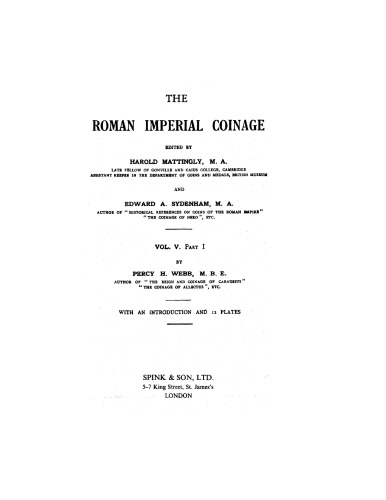 THE
ROMAN IMPERIAL COINAGE
EDITED BY
HAROLD MATTINGLY, M. A.
LATE FELLOW OF GONVILLE AND CAIUS COLLEGE, CAMBRIDGE
ASSISTANT KEEPER IN THE DEPARTMENT OF COINS AND MEDALS, BRITISH MUSEUM
AND
EDWARD A. SYDENHAM, M. A.
AUTHOR OF "HISTORICAL REFERENCES ON COINS OF THE ROMAN EMPIRE"
"THE COINAGE OF NERO", ETC.
VOL. V. PART I
BY
PERCY H. WEBB, M. B. E.
AUTHOR OF "THE REIGN AND COINAGE OF CARAUSIUS"
"THE COINAGE OF ALLECTUS", ETC.
WITH AN INTRODUCTION AND 12 PLATES
SPINK & SON, LTD.
5-7 King Street, St. James's
LONDON